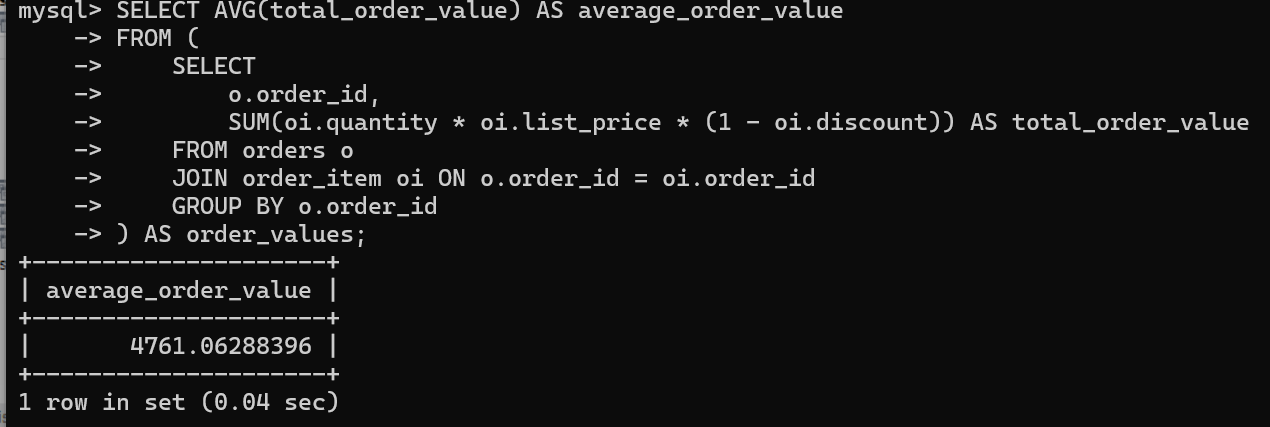 mysql> SELECT AVG(total_order_value) AS average_order_value
    -> FROM (
    ->     SELECT
    ->         o.order_id,
    ->         SUM(oi.quantity * oi.list_price * (1 - oi.discount)) AS total_order_value
    ->     FROM orders o
    ->     JOIN order_item oi ON o.order_id = oi.order_id
    ->     GROUP BY o.order_id
    -> ) AS order_values;
+---------------------+
| average_order_value |
+---------------------+
|       4761.06288396 |
+---------------------+
1 row in set (0.04 sec)